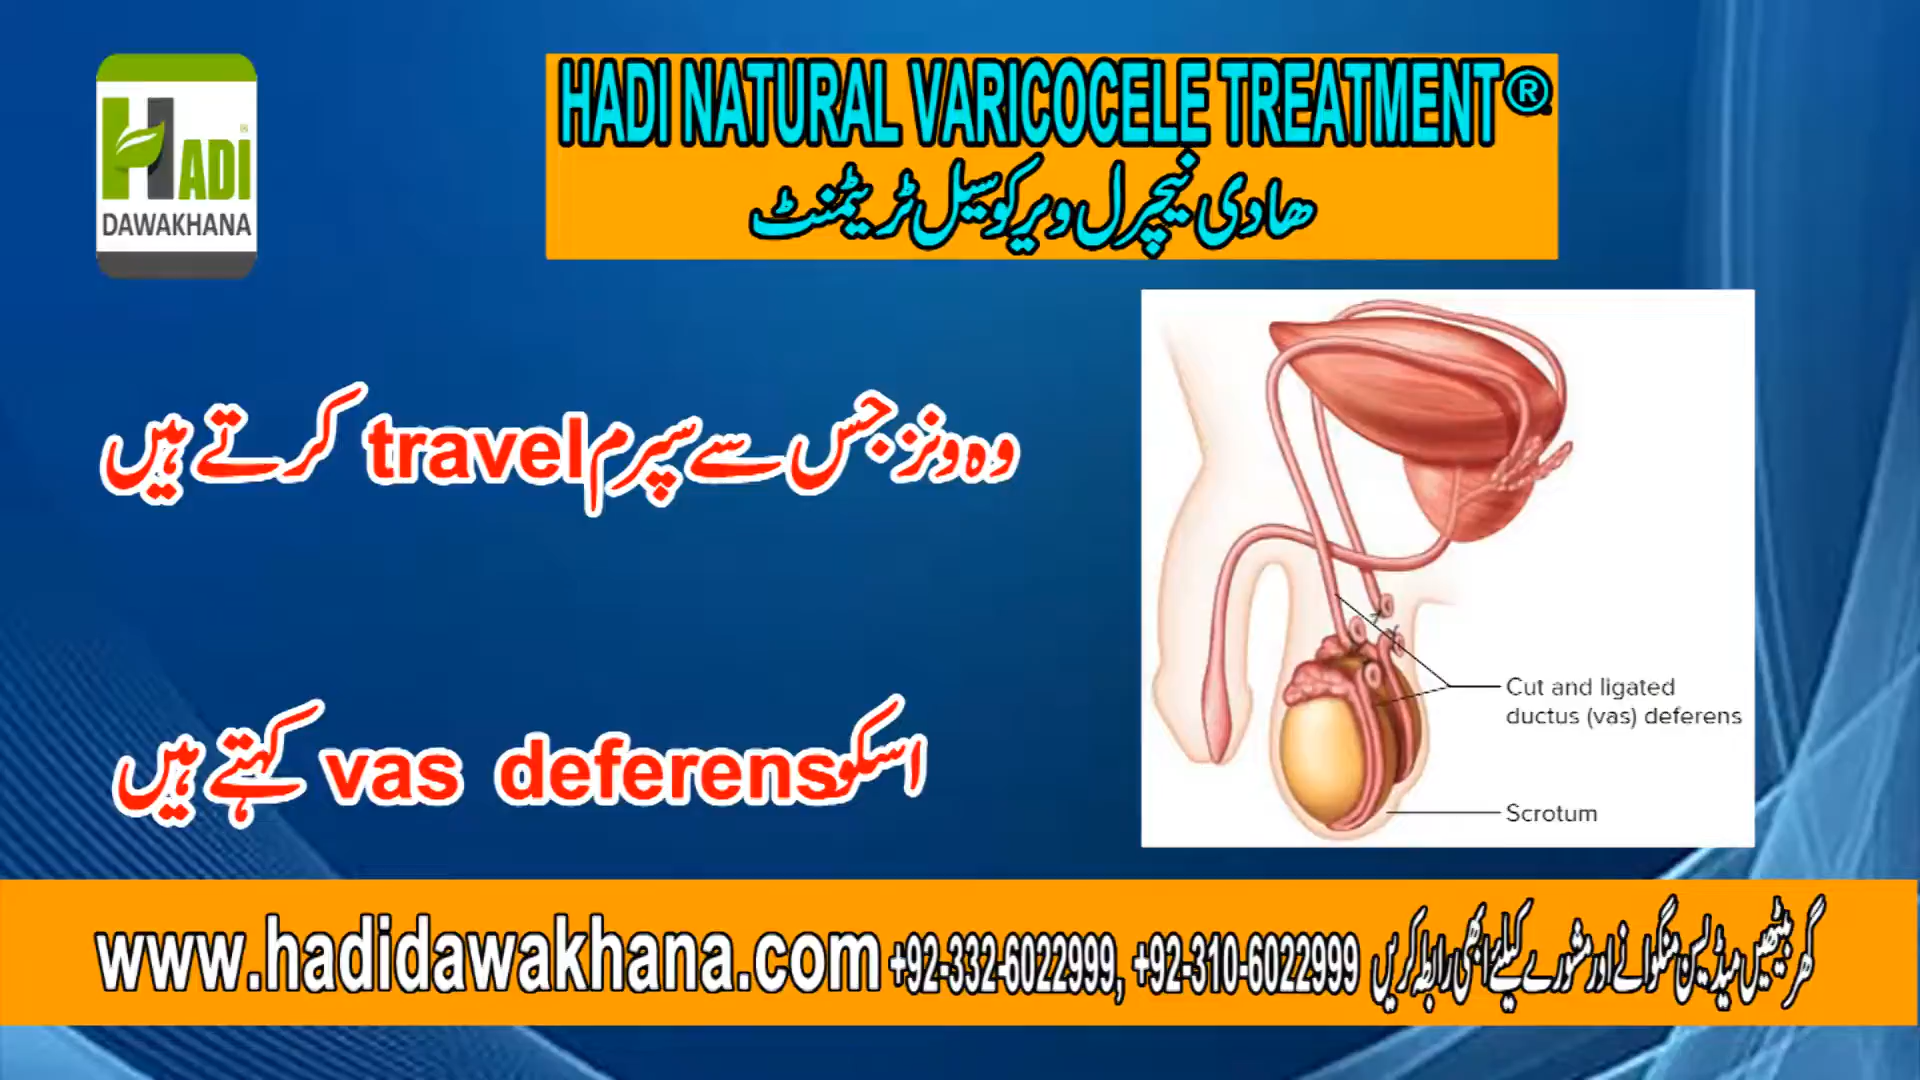 HADI®
DAWAKHANA
HADI NATURAL VARICOCELE TREATMENT®
ھادی نیچرل ویرکوسیل ٹریٹمنٹ
وہ ونز جس سے سپرم travel کرتے ہیں
اسکو vas deferens کہتے ہیں
Cut and ligated
ductus (vas) deferens
Scrotum
www.hadidawakhana.com +92-332-6022999, +92-310-6022999 گھر بیٹھیں میڈیسن منگوانے اور مشورے کیلئے ابھی رابطہ کریں